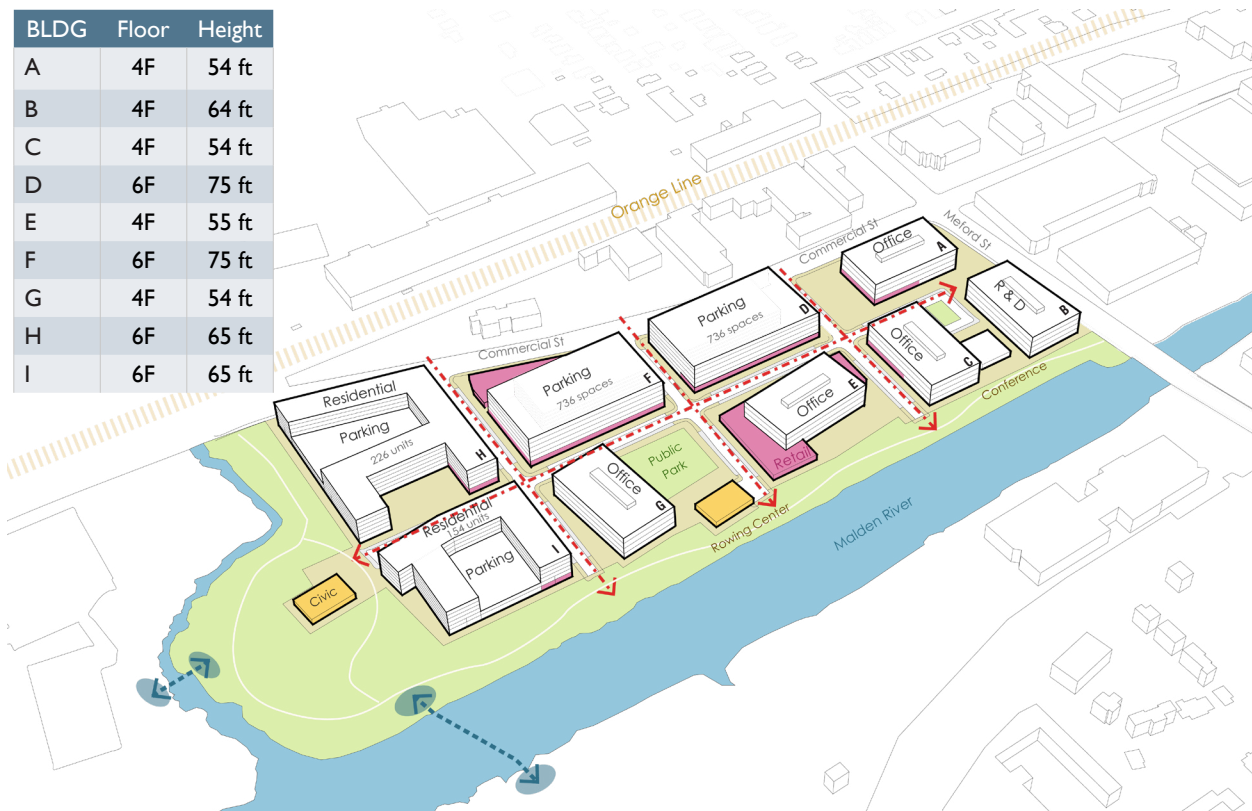 BLDG Floor Height
A 4F 54 ft
B 4F 64 ft
C 4F 54 ft
D 6F 75 ft
E 4F 55 ft
F 6F 75 ft
G 4F 54 ft
H 6F 65 ft
I 6F 65 ft
Orange Line
Commercial St
Meford St
Office
A
R & D
B
Parking
736 spaces
D
Office
C
Conference
Commercial St
Parking
736 spaces
F
Office
E
Retail
Residential
Parking
226 units
H
Public
Park
Office
G
Rowing Center
Malden River
Residential
154 units
Parking
I
Civic